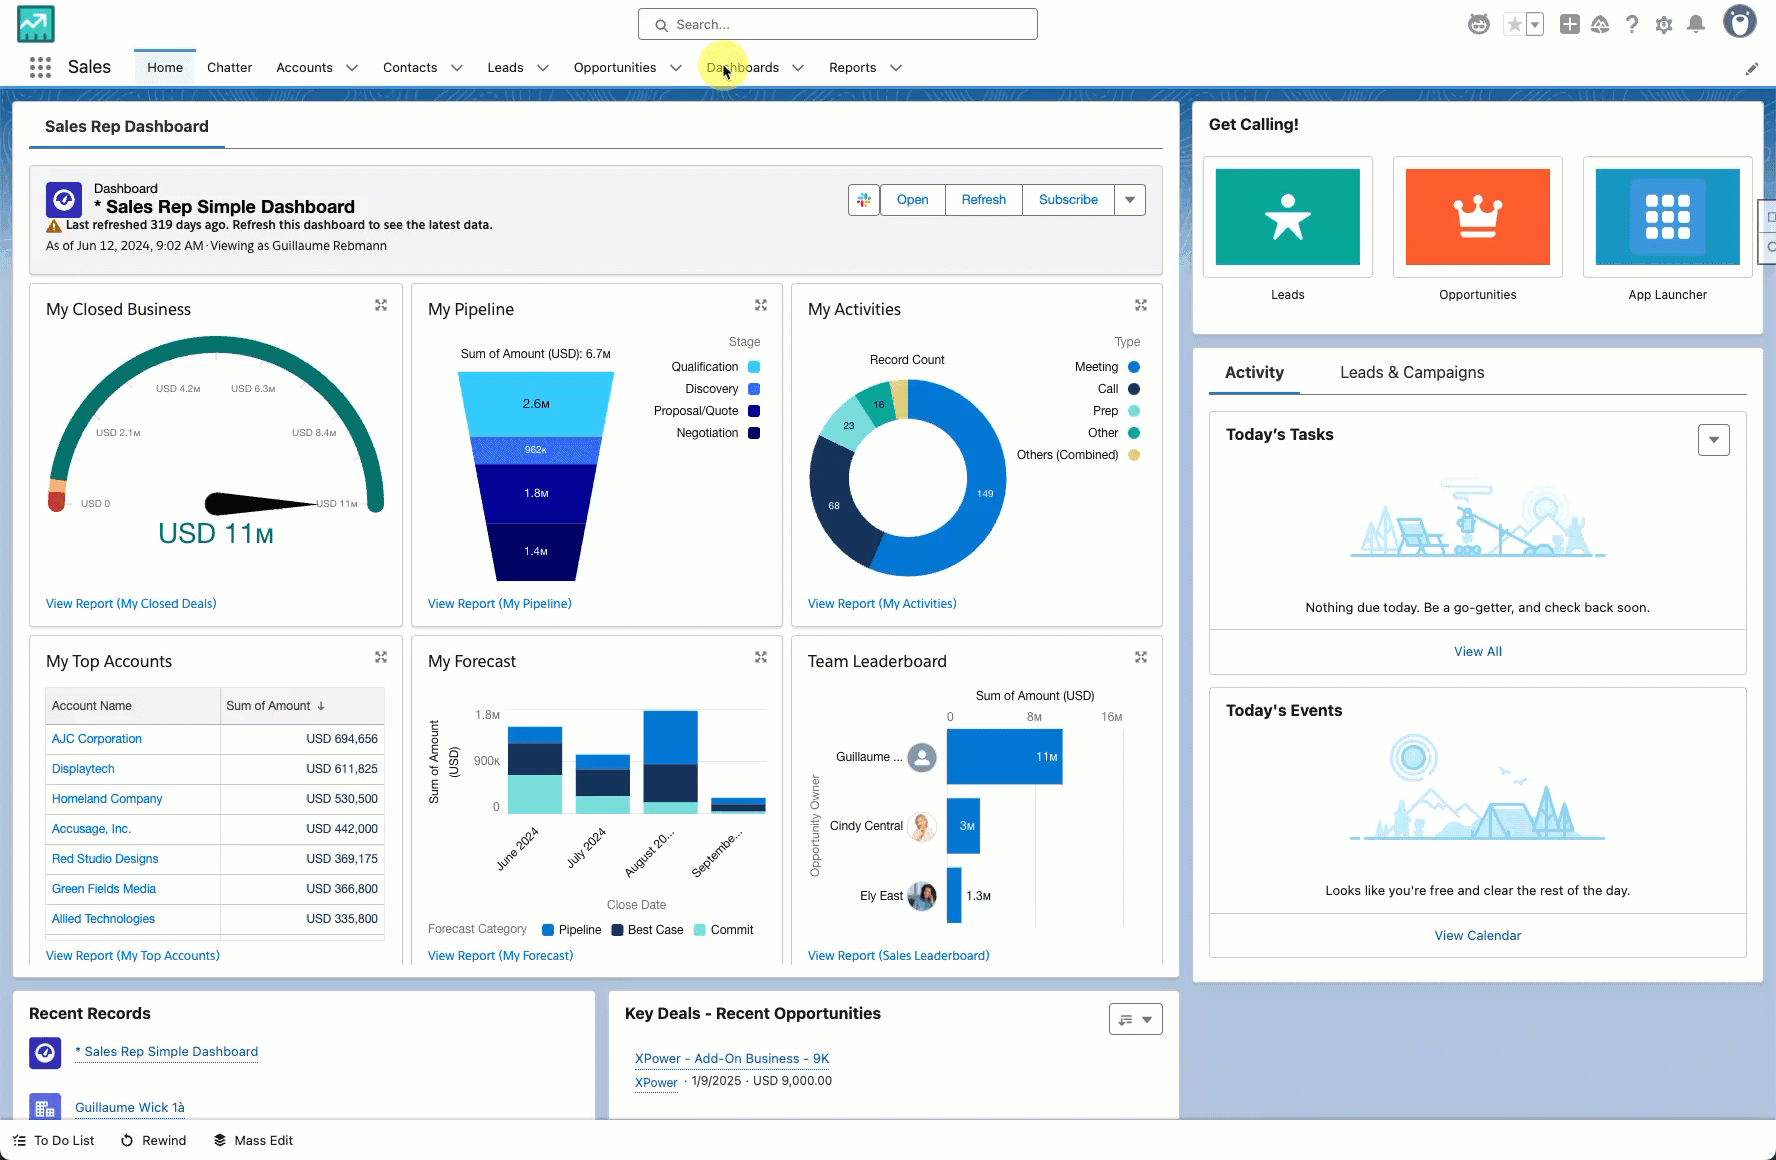 Search...
Sales
Home
Chatter
Accounts
Contacts
Leads
Opportunities
Dashboards
Reports
Sales Rep Dashboard
Dashboard
* Sales Rep Simple Dashboard
Last refreshed 319 days ago. Refresh this dashboard to see the latest data.
As of Jun 12, 2024, 9:02 AM·Viewing as Guillaume Rebmann
Open
Refresh
Subscribe
My Closed Business
USD 4.2M
USD 6.3M
USD 2.1M
USD 8.4M
USD 0
USD 11M
USD 11M
View Report (My Closed Deals)
My Pipeline
Stage
Sum of Amount (USD): 6.7M
Qualification
Discovery
Proposal/Quote
Negotiation
2.6M
962K
1.8M
1.4M
View Report (My Pipeline)
My Activities
Type
Record Count
Meeting
Call
Prep
Other
Others (Combined)
16
23
149
68
View Report (My Activities)
My Top Accounts
Account Name
Sum of Amount ↓
AJC Corporation
USD 694,656
Displaytech
USD 611,825
Homeland Company
USD 530,500
Accusage, Inc.
USD 442,000
Red Studio Designs
USD 369,175
Green Fields Media
USD 366,800
Allied Technologies
USD 335,800
View Report (My Top Accounts)
My Forecast
Sum of Amount
(USD)
1.8M
900K
0
June 2024
July 2024
August 20...
Septembe...
Close Date
Forecast Category
Pipeline
Best Case
Commit
View Report (My Forecast)
Team Leaderboard
Sum of Amount (USD)
0
8M
16M
Opportunity Owner
Guillaume ...
11M
Cindy Central
3M
Ely East
1.3M
View Report (Sales Leaderboard)
Get Calling!
Leads
Opportunities
App Launcher
Activity
Leads & Campaigns
Today's Tasks
Nothing due today. Be a go-getter, and check back soon.
View All
Today's Events
Looks like you're free and clear the rest of the day.
View Calendar
Recent Records
* Sales Rep Simple Dashboard
Guillaume Wick 1à
Key Deals - Recent Opportunities
XPower - Add-On Business - 9K
XPower · 1/9/2025 · USD 9,000.00
To Do List
Rewind
Mass Edit